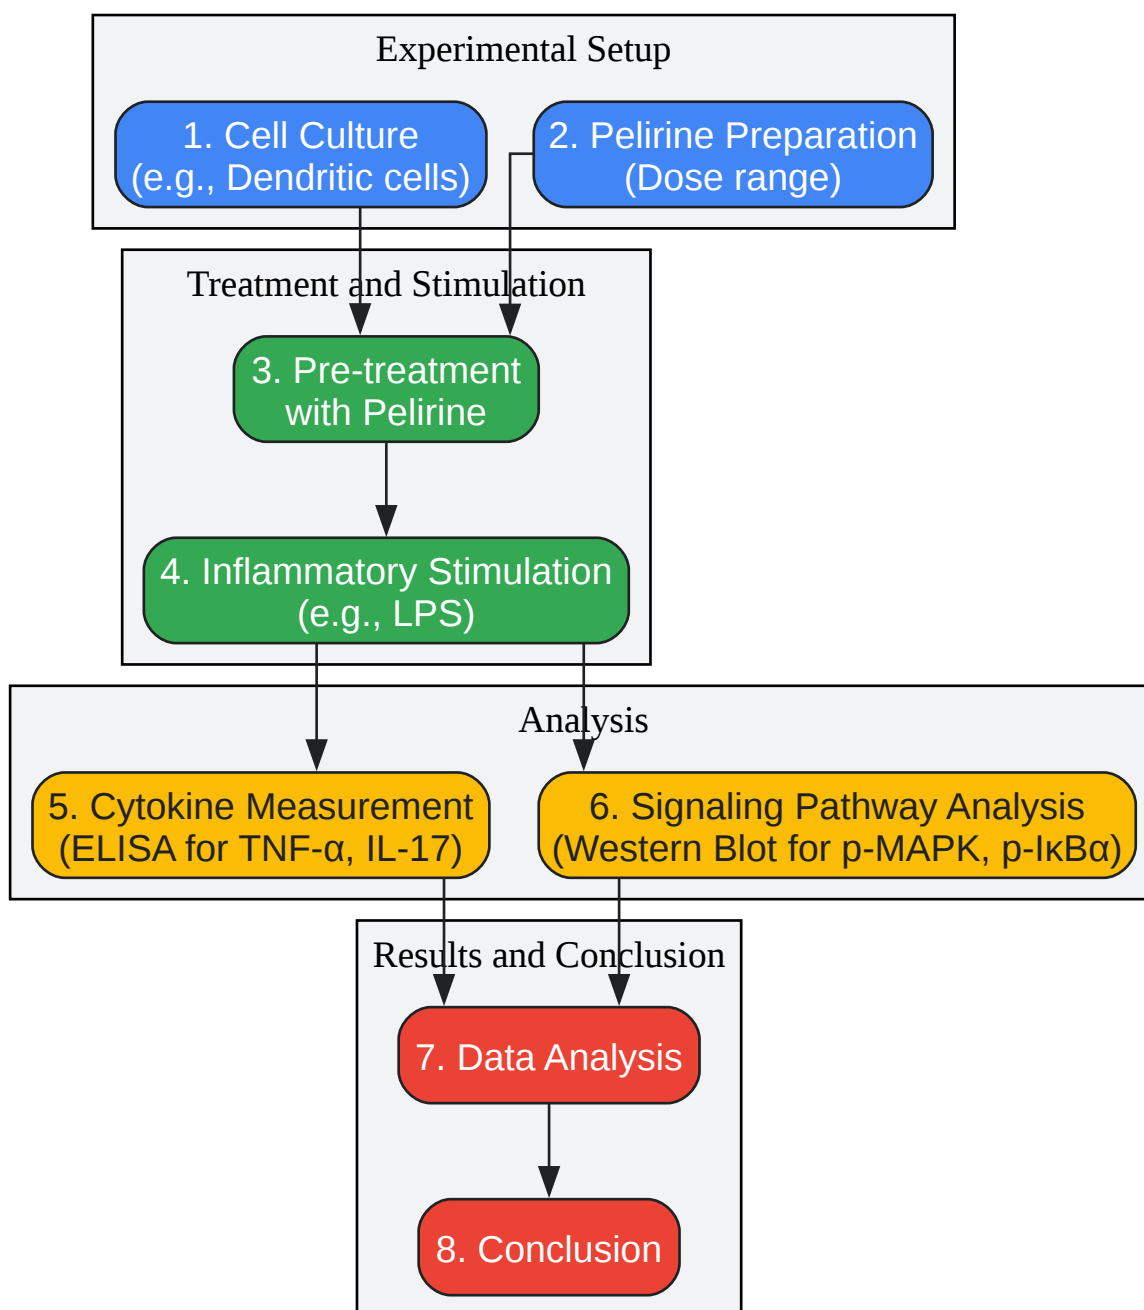 Experimental Setup
1. Cell Culture
(e.g., Dendritic cells)
2. Pelirine Preparation
(Dose range)
Treatment and Stimulation
3. Pre-treatment
with Pelirine
4. Inflammatory Stimulation
(e.g., LPS)
Analysis
5. Cytokine Measurement
(ELISA for TNF-α, IL-17)
6. Signaling Pathway Analysis
(Western Blot for p-MAPK, p-IκBα)
Results and Conclusion
7. Data Analysis
8. Conclusion